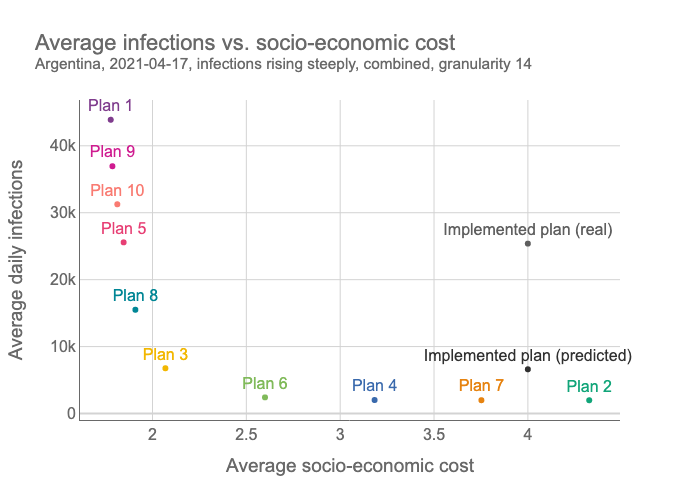 Average infections vs. socio-economic cost
Argentina, 2021-04-17, infections rising steeply, combined, granularity 14
Plan 1
40k
Plan 9
Plan 10
30k
Plan 5
Implemented plan (real)
20k
Plan 8
10k
Plan 3
Implemented plan (predicted)
Plan 6
Plan 4
Plan 7
Plan 2
0
2
2.5
3
3.5
4
Average daily infections
Average socio-economic cost